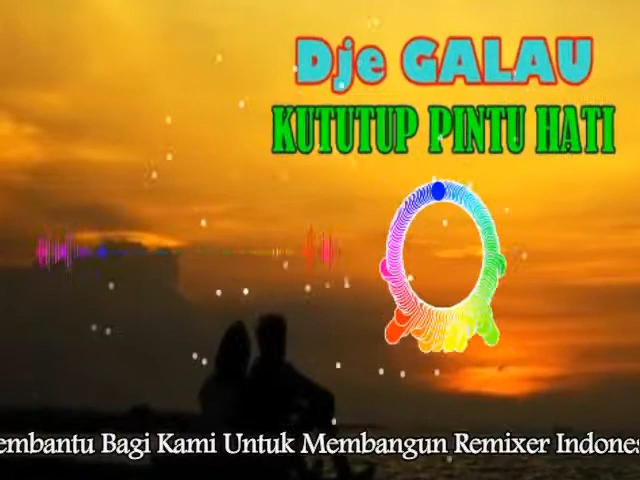 Dje GALAU
KUTUTUP PINTU HATI
embantu Bagi Kami Untuk Membangun Remixer Indones